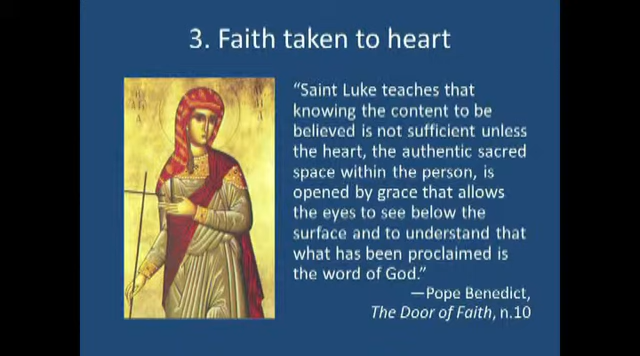 3. Faith taken to heart
“Saint Luke teaches that
knowing the content to be
believed is not sufficient unless
the heart, the authentic sacred
space within the person, is
opened by grace that allows
the eyes to see below the
surface and to understand that
what has been proclaimed is
the word of God.”
—Pope Benedict,
The Door of Faith, n.10